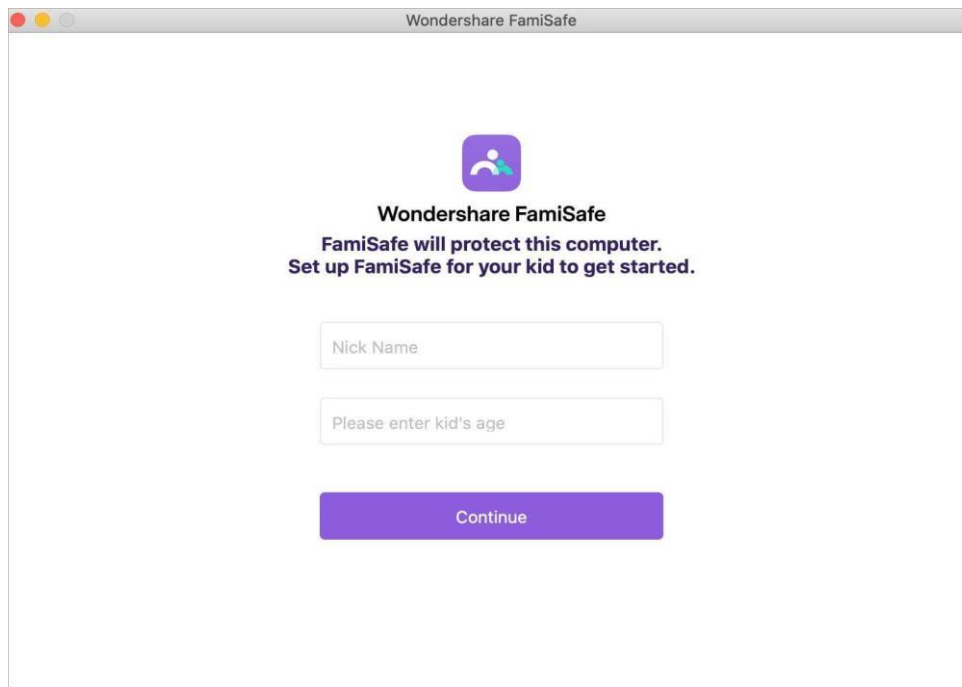 Wondershare FamiSafe
Wondershare FamiSafe
FamiSafe will protect this computer.
Set up FamiSafe for your kid to get started.
Nick Name
Please enter kid's age
Continue